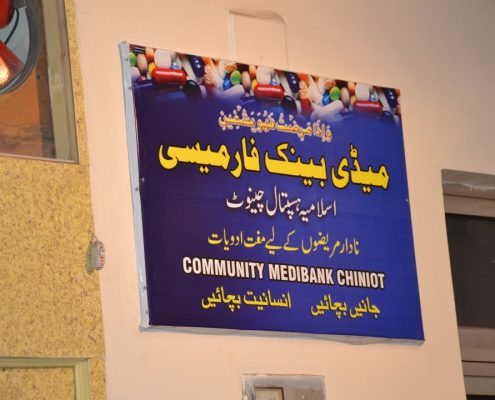 وَاِذَا مَرِضْتُ فَهُوَ يَشْفِيْنِ
میڈی بینک فارمیسی
اسلامیہ ہسپتال چنیوٹ
نادار مریضوں کے لیے مفت ادویات
COMMUNITY MEDIBANK CHINIOT
جانیں بچائیں انسانیت بچائیں